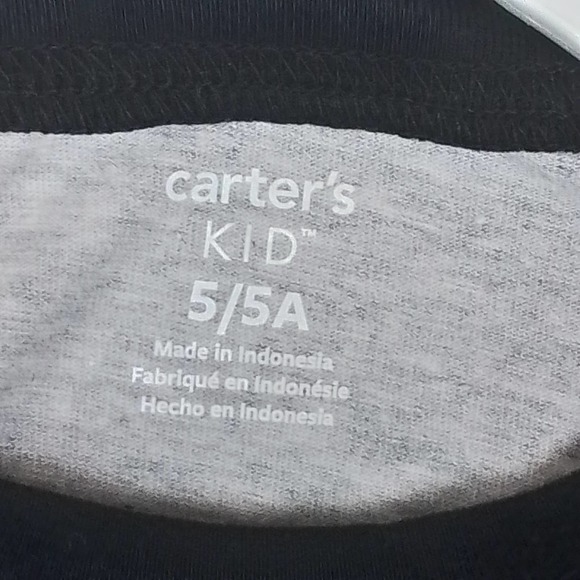 carter's
KID™
5/5A
Made in Indonesia
Fabriqué en Indonésie
Hecho en Indonesia